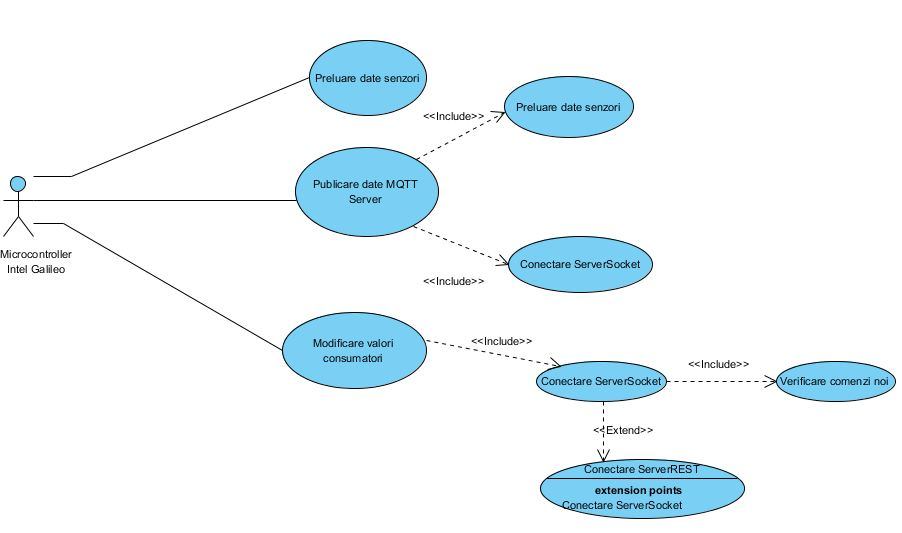 Preluare date senzori
Preluare date senzori
<<Include>>
Publicare date MQTT
Server
Microcontroller
Intel Galileo
Conectare ServerSocket
<<Include>>
Modificare valori
consumatori
<<Include>>
Conectare ServerSocket
<<Include>>
Verificare comenzi noi
<<Extend>>
Conectare ServerREST
extension points
Conectare ServerSocket